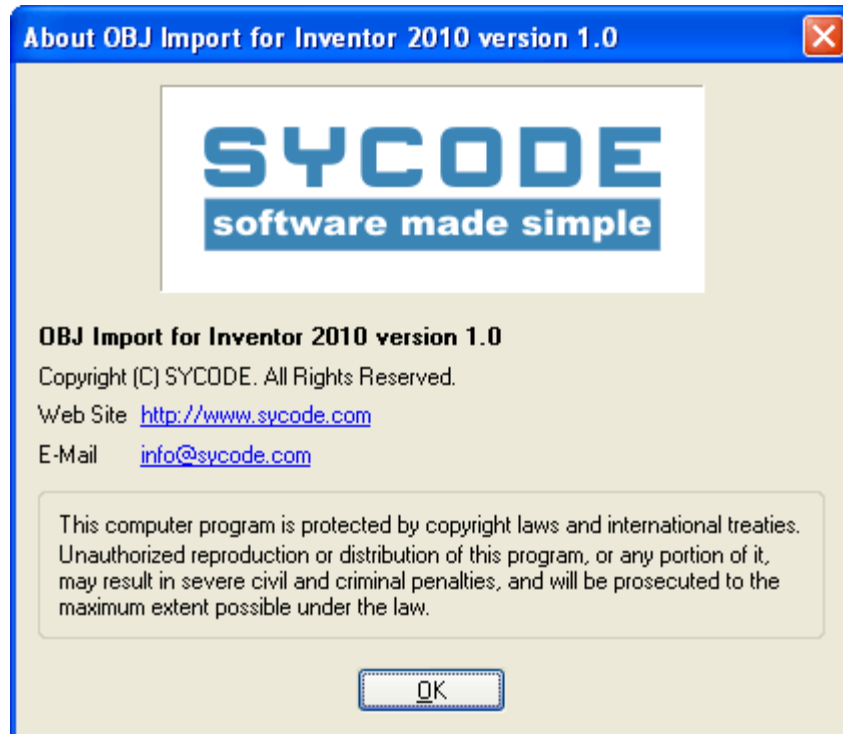 About OBJ Import for Inventor 2010 version 1.0
SYCODE
software made simple
OBJ Import for Inventor 2010 version 1.0
Copyright (C) SYCODE. All Rights Reserved.
Web Site http://www.sycode.com
E-Mail info@sycode.com
This computer program is protected by copyright laws and international treaties.
Unauthorized reproduction or distribution of this program, or any portion of it,
may result in severe civil and criminal penalties, and will be prosecuted to the
maximum extent possible under the law.
OK